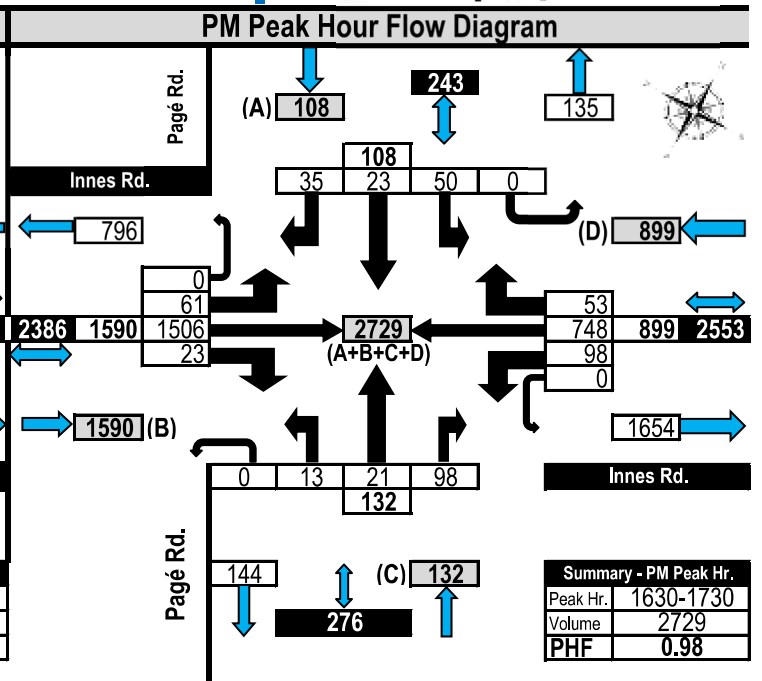 PM Peak Hour Flow Diagram
Pagé Rd.
243
(A) 108
135
108
Innes Rd.
35 23 50 0
796
(D) 899
0
61
53
2386 1590 1506
2729
748 899 2553
23
(A+B+C+D)
98
0
1590 (B)
1654
0 13 21 98
Innes Rd.
132
Pagé Rd.
144
(C) 132
276
Summary - PM Peak Hr.
Peak Hr. 1630-1730
Volume 2729
PHF 0.98